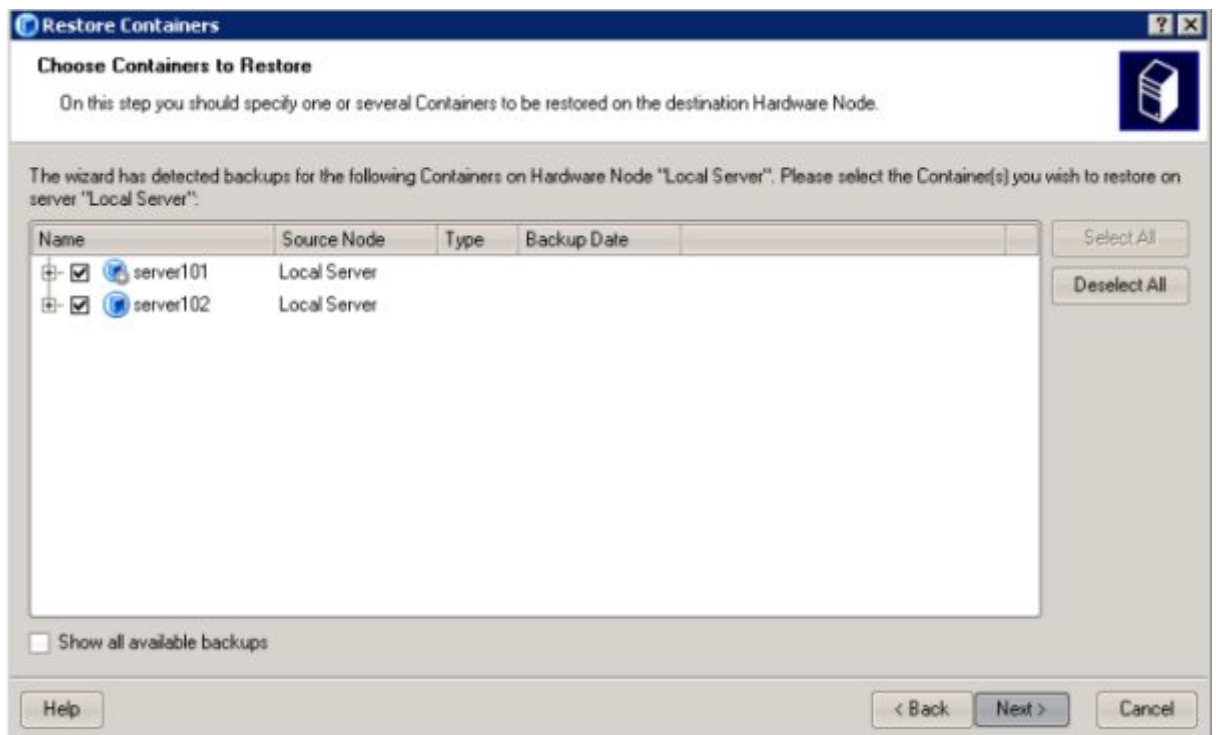 Restore Containers
Choose Containers to Restore
On this step you should specify one or several Containers to be restored on the destination Hardware Node.
The wizard has detected backups for the following Containers on Hardware Node "Local Server". Please select the Container(s) you wish to restore on
server "Local Server":
Name Source Node Type Backup Date
Select All
server101 Local Server
Deselect All
server102 Local Server
Show all available backups
Help < Back Next > Cancel